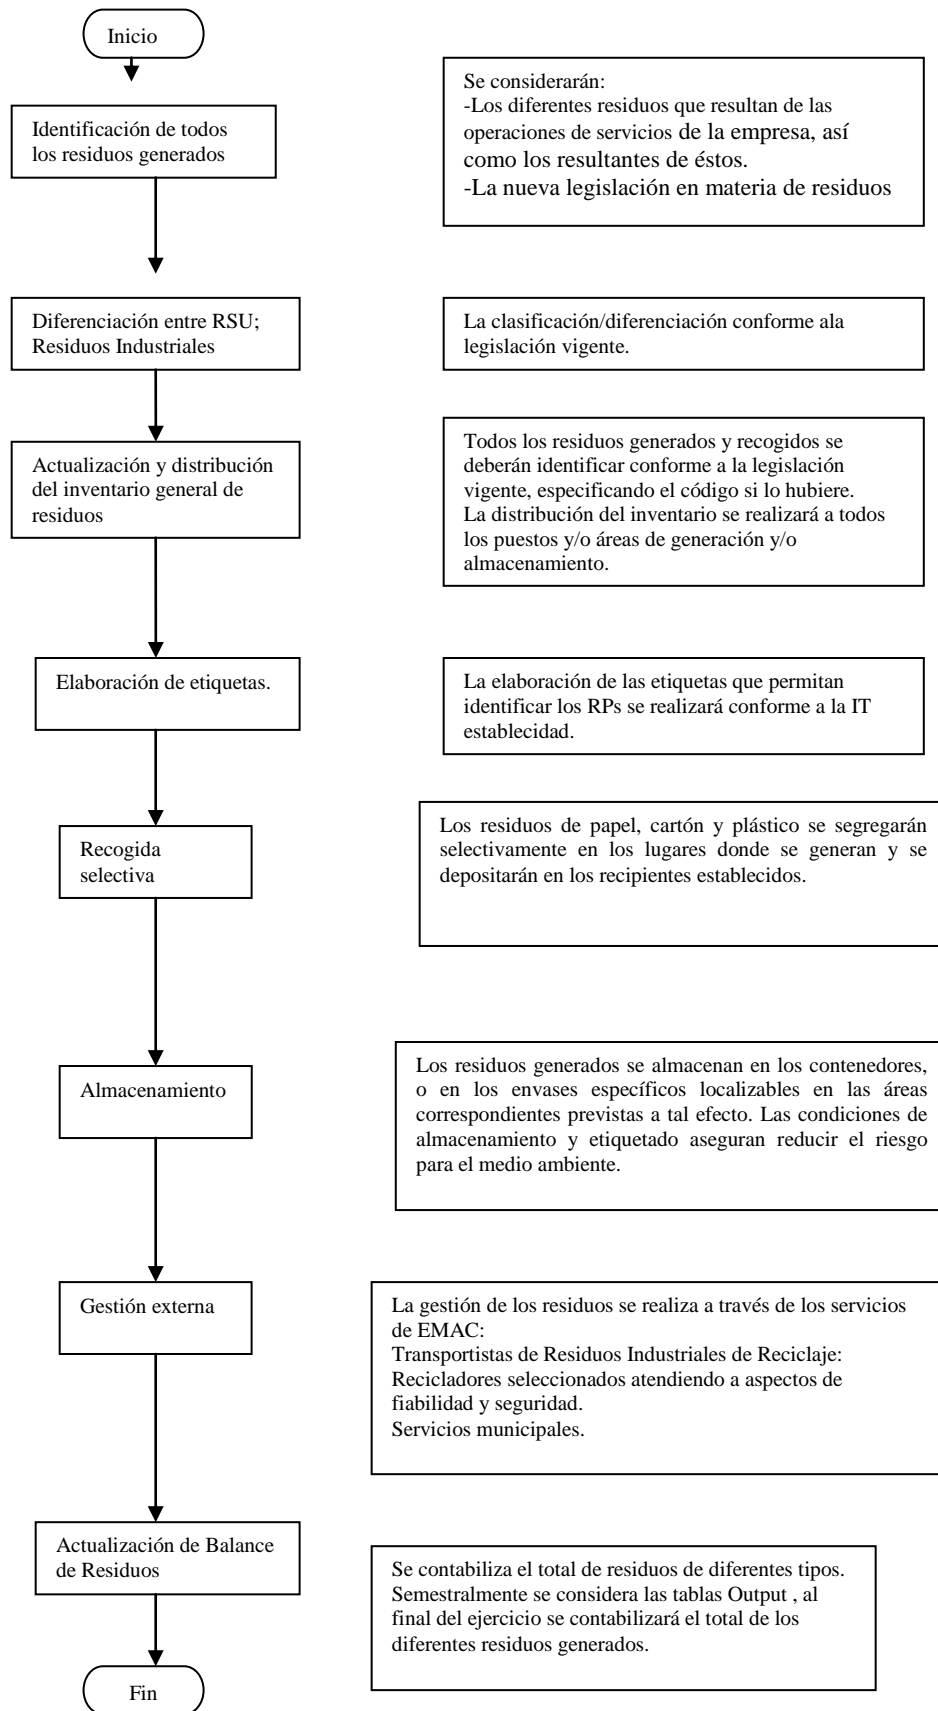 Inicio
Se considerarán:
-Los diferentes residuos que resultan de las
operaciones de servicios de la empresa, así
como los resultantes de éstos.
-La nueva legislación en materia de residuos
Identificación de todos
los residuos generados
Diferenciación entre RSU;
Residuos Industriales
La clasificación/diferenciación conforme ala
legislación vigente.
Actualización y distribución
del inventario general de
residuos
Todos los residuos generados y recogidos se
deberán identificar conforme a la legislación
vigente, especificando el código si lo hubiere.
La distribución del inventario se realizará a todos
los puestos y/o áreas de generación y/o
almacenamiento.
Elaboración de etiquetas.
La elaboración de las etiquetas que permitan
identificar los RPs se realizará conforme a la IT
establecidad.
Recogida
selectiva
Los residuos de papel, cartón y plástico se segregarán
selectivamente en los lugares donde se generan y se
depositarán en los recipientes establecidos.
Almacenamiento
Los residuos generados se almacenan en los contenedores,
o en los envases específicos localizables en las áreas
correspondientes previstas a tal efecto. Las condiciones de
almacenamiento y etiquetado aseguran reducir el riesgo
para el medio ambiente.
Gestión externa
La gestión de los residuos se realiza a través de los servicios
de EMAC:
Transportistas de Residuos Industriales de Reciclaje:
Recicladores seleccionados atendiendo a aspectos de
fiabilidad y seguridad.
Servicios municipales.
Actualización de Balance
de Residuos
Se contabiliza el total de residuos de diferentes tipos.
Semestralmente se considera las tablas Output , al
final del ejercicio se contabilizará el total de los
diferentes residuos generados.
Fin